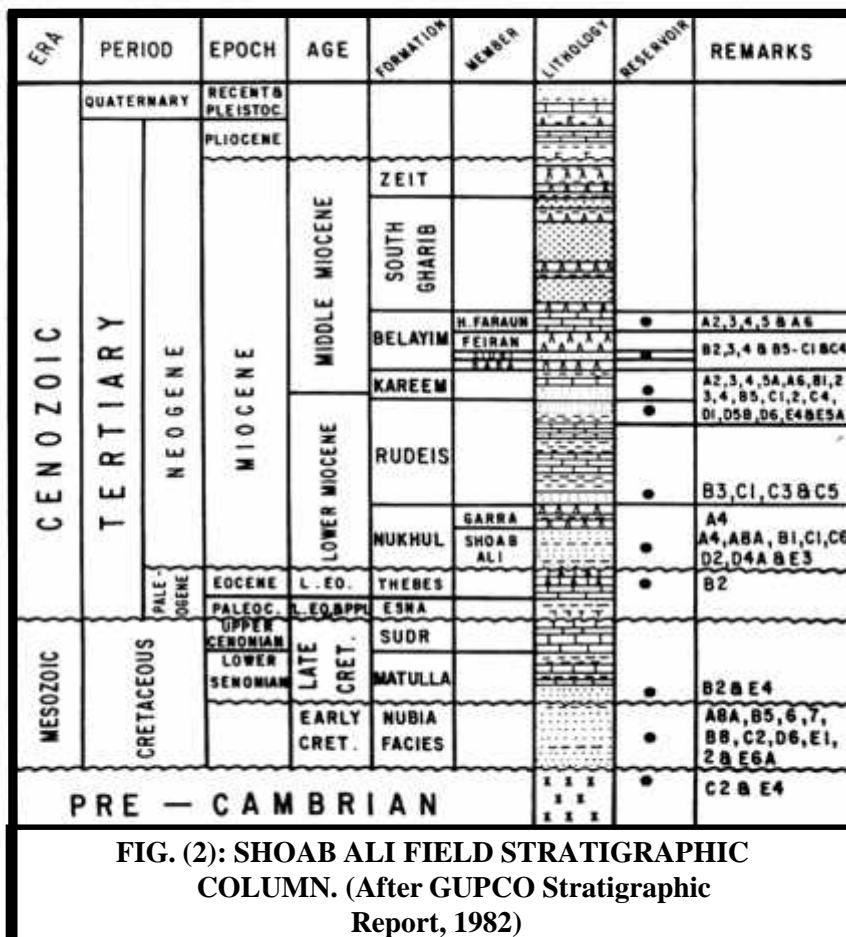 ERA PERIOD EPOCH AGE FORMATION MEMBER LITHOLOGY RESERVOIR REMARKS
CENOZOIC
MESOZOIC
QUATERNARY
TERTIARY
NEOGENE
PALE-
OGENE
CRETACEOUS
RECENT &
PLEISTOC.
PLIOCENE
MIOCENE
EOCENE
PALEOC.
UPPER
CENONIAN
LOWER
SENONIAN
MIDDLE MIOCENE
LOWER MIOCENE
L. EO.
LATE
CRET.
EARLY
CRET.
ZEIT
SOUTH
GHARIB
BELAYIM
KAREEM
RUDEIS
NUKHUL
THEBES
ESNA
SUDR
MATULLA
NUBIA
FACIES
H. FARAUN
FEIRAN
GARRA
SHOAB
ALI
A2,3,4,5 & A6
B2,3,4 & B5-C1 & C4
A2,3,4,5A,A6,B1,2
3,4,B5,C1,2,C4,
D1,D5B,D6,E4&E5A
B3,C1,C3 & C5
A4
A4,A8A, B1,C1,C6
D2,D4A & E3
B2
B2 & E4
A8A,B5,6,7,
B8,C2,D6,E1,
2 & E6A
C2 & E4
PRE — CAMBRIAN
FIG. (2): SHOAB ALI FIELD STRATIGRAPHIC
COLUMN. (After GUPCO Stratigraphic
Report, 1982)